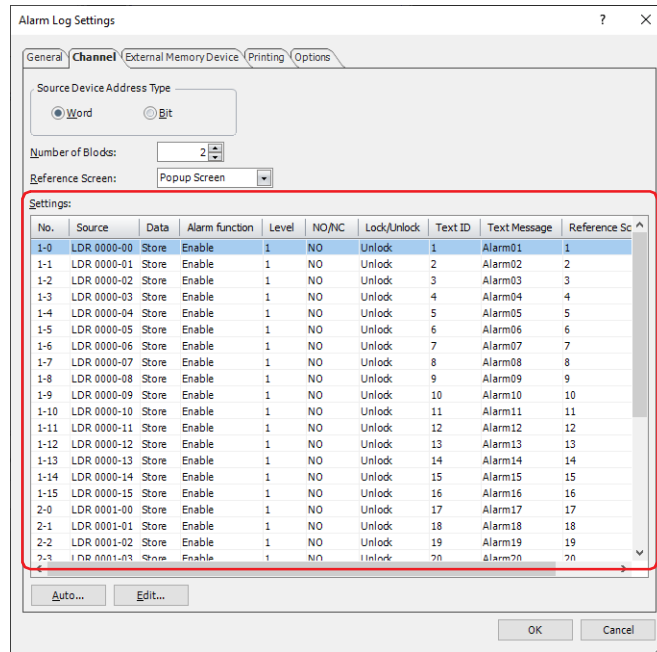 Alarm Log Settings ? ×
General Channel External Memory Device Printing Options
Source Device Address Type
Word Bit
Number of Blocks: 2
Reference Screen: Popup Screen
Settings:
No. Source Data Alarm function Level NO/NC Lock/Unlock Text ID Text Message Reference Sc
1-0 LDR 0000-00 Store Enable 1 NO Unlock 1 Alarm01 1
1-1 LDR 0000-01 Store Enable 1 NO Unlock 2 Alarm02 2
1-2 LDR 0000-02 Store Enable 1 NO Unlock 3 Alarm03 3
1-3 LDR 0000-03 Store Enable 1 NO Unlock 4 Alarm04 4
1-4 LDR 0000-04 Store Enable 1 NO Unlock 5 Alarm05 5
1-5 LDR 0000-05 Store Enable 1 NO Unlock 6 Alarm06 6
1-6 LDR 0000-06 Store Enable 1 NO Unlock 7 Alarm07 7
1-7 LDR 0000-07 Store Enable 1 NO Unlock 8 Alarm08 8
1-8 LDR 0000-08 Store Enable 1 NO Unlock 9 Alarm09 9
1-9 LDR 0000-09 Store Enable 1 NO Unlock 10 Alarm10 10
1-10 LDR 0000-10 Store Enable 1 NO Unlock 11 Alarm11 11
1-11 LDR 0000-11 Store Enable 1 NO Unlock 12 Alarm12 12
1-12 LDR 0000-12 Store Enable 1 NO Unlock 13 Alarm13 13
1-13 LDR 0000-13 Store Enable 1 NO Unlock 14 Alarm14 14
1-14 LDR 0000-14 Store Enable 1 NO Unlock 15 Alarm15 15
1-15 LDR 0000-15 Store Enable 1 NO Unlock 16 Alarm16 16
2-0 LDR 0001-00 Store Enable 1 NO Unlock 17 Alarm17 17
2-1 LDR 0001-01 Store Enable 1 NO Unlock 18 Alarm18 18
2-2 LDR 0001-02 Store Enable 1 NO Unlock 19 Alarm19 19
2-3 LDR 0001-03 Store Enable 1 NO Unlock 20 Alarm20 20
Auto... Edit...
OK Cancel